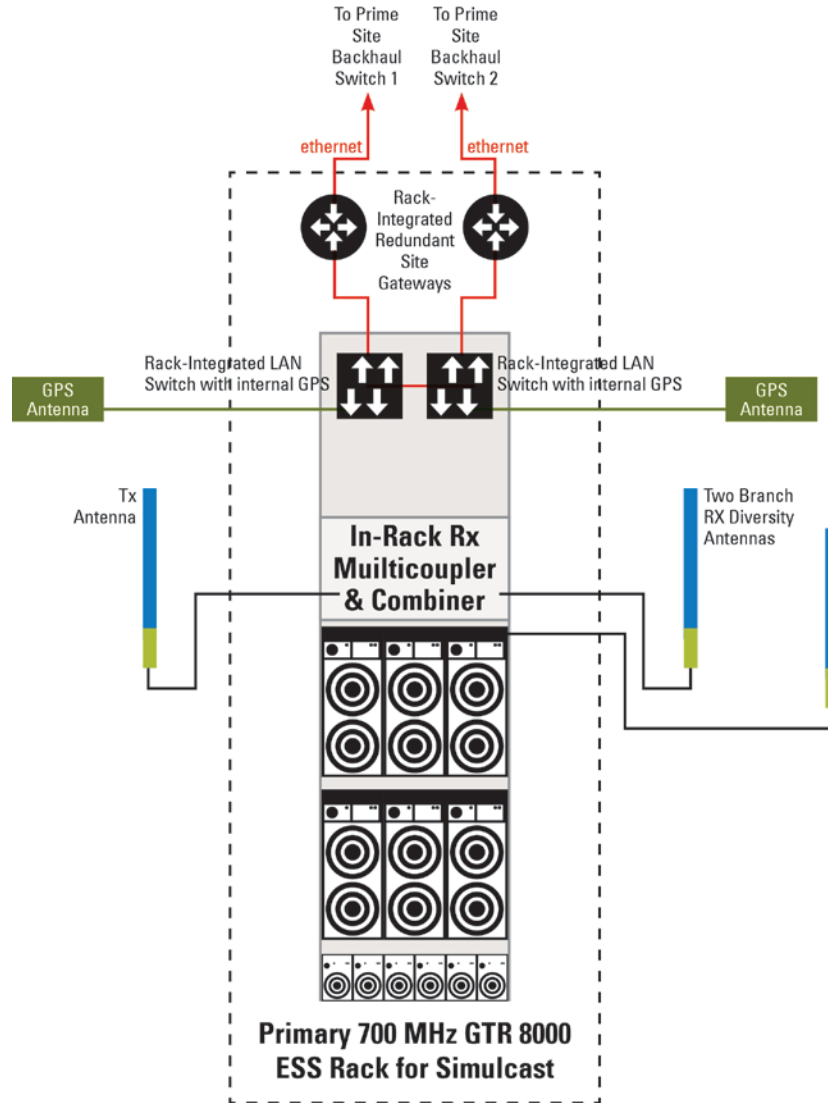 To Prime
Site
Backhaul
Switch 1
To Prime
Site
Backhaul
Switch 2
ethernet
ethernet
Rack-
Integrated
Redundant
Site
Gateways
Rack-Integrated LAN
Switch with internal GPS
Rack-Integrated LAN
Switch with internal GPS
GPS
Antenna
GPS
Antenna
Tx
Antenna
Two Branch
RX Diversity
Antennas
In-Rack Rx
Muilticoupler
& Combiner
Primary 700 MHz GTR 8000
ESS Rack for Simulcast